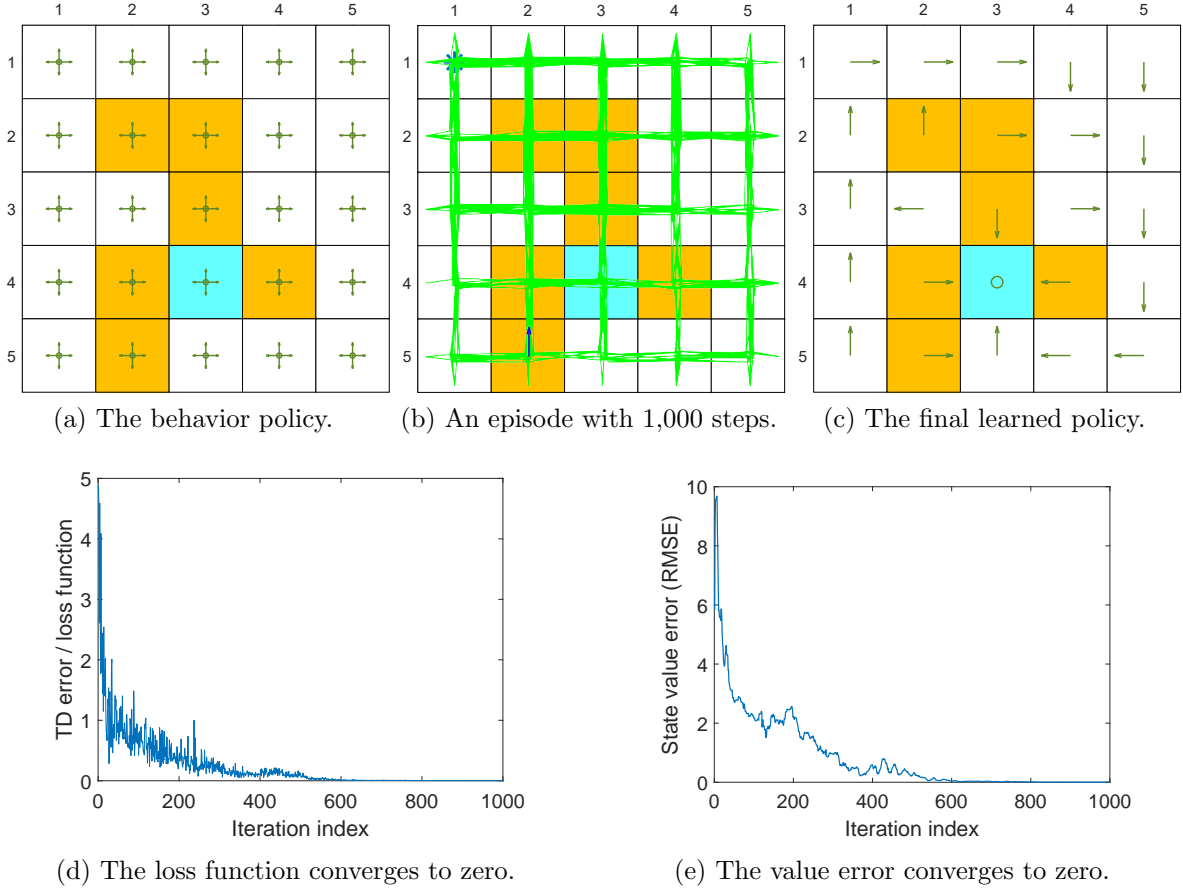 1 2 3 4 5
1
2
3
4
5
(a) The behavior policy.
1 2 3 4 5
1
2
3
4
5
(b) An episode with 1,000 steps.
1 2 3 4 5
1
2
3
4
5
(c) The final learned policy.
5
4
3
2
1
0
0 200 400 600 800 1000
TD error / loss function
Iteration index
(d) The loss function converges to zero.
10
8
6
4
2
0
0 200 400 600 800 1000
State value error (RMSE)
Iteration index
(e) The value error converges to zero.